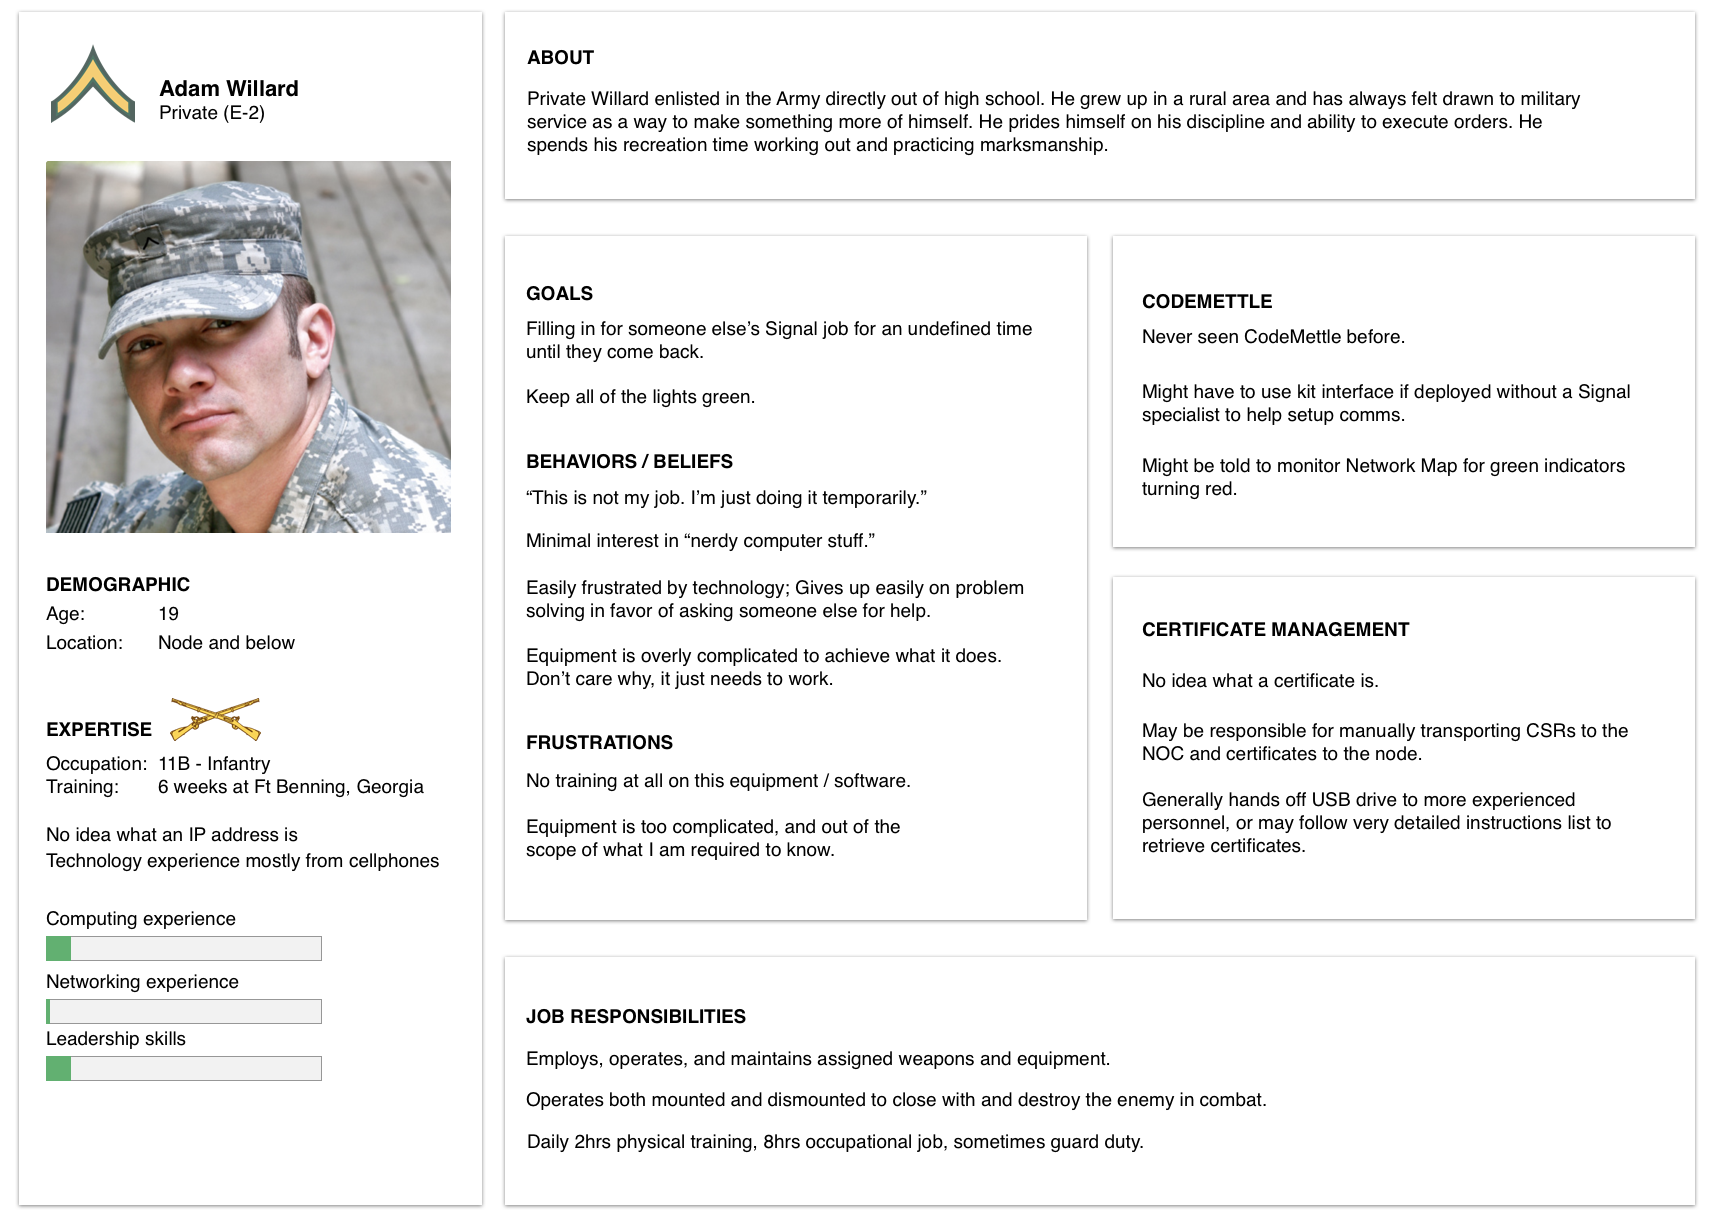 Adam Willard
Private (E-2)
DEMOGRAPHIC
Age: 19
Location: Node and below
EXPERTISE
Occupation: 11B - Infantry
Training: 6 weeks at Ft Benning, Georgia
No idea what an IP address is
Technology experience mostly from cellphones
Computing experience
Networking experience
Leadership skills
ABOUT
Private Willard enlisted in the Army directly out of high school. He grew up in a rural area and has always felt drawn to military
service as a way to make something more of himself. He prides himself on his discipline and ability to execute orders. He
spends his recreation time working out and practicing marksmanship.
GOALS
Filling in for someone else’s Signal job for an undefined time
until they come back.
Keep all of the lights green.
BEHAVIORS / BELIEFS
“This is not my job. I’m just doing it temporarily.”
Minimal interest in “nerdy computer stuff.”
Easily frustrated by technology; Gives up easily on problem
solving in favor of asking someone else for help.
Equipment is overly complicated to achieve what it does.
Don’t care why, it just needs to work.
FRUSTRATIONS
No training at all on this equipment / software.
Equipment is too complicated, and out of the
scope of what I am required to know.
CODEMETTLE
Never seen CodeMettle before.
Might have to use kit interface if deployed without a Signal
specialist to help setup comms.
Might be told to monitor Network Map for green indicators
turning red.
CERTIFICATE MANAGEMENT
No idea what a certificate is.
May be responsible for manually transporting CSRs to the
NOC and certificates to the node.
Generally hands off USB drive to more experienced
personnel, or may follow very detailed instructions list to
retrieve certificates.
JOB RESPONSIBILITIES
Employs, operates, and maintains assigned weapons and equipment.
Operates both mounted and dismounted to close with and destroy the enemy in combat.
Daily 2hrs physical training, 8hrs occupational job, sometimes guard duty.